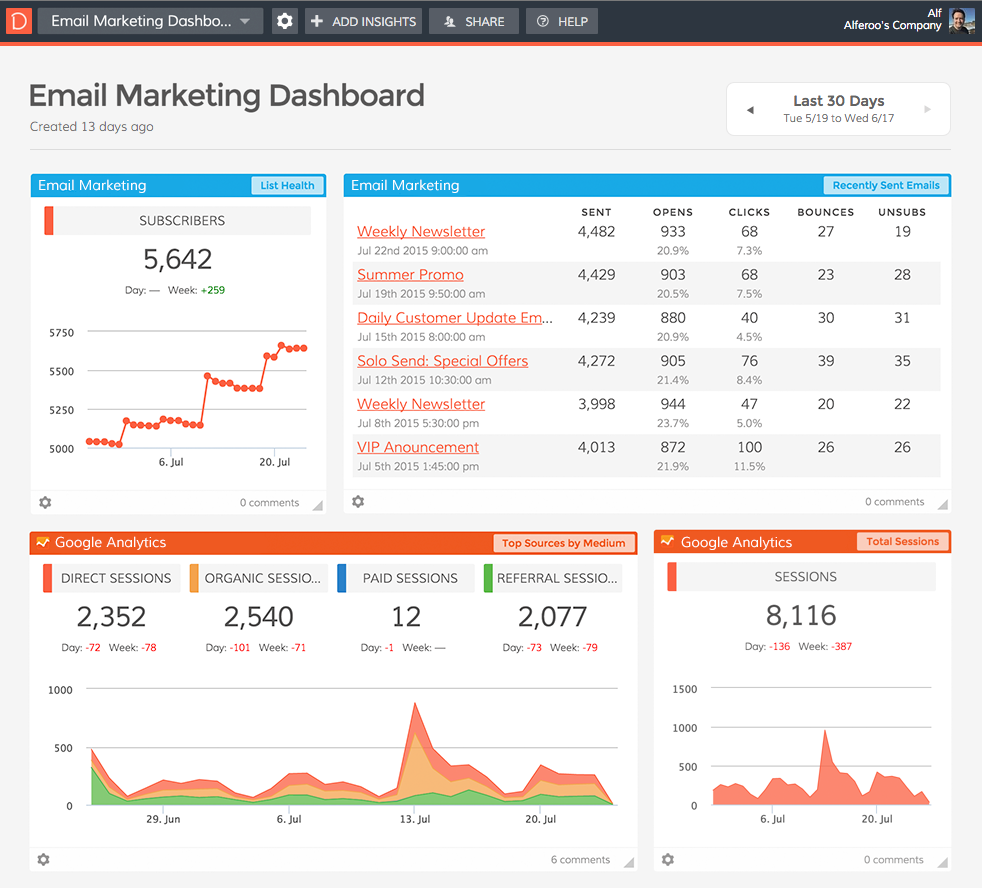 D Email Marketing Dashbo... ADD INSIGHTS SHARE HELP
Alf
Alferoo's Company
Email Marketing Dashboard
Created 13 days ago
Last 30 Days
Tue 5/19 to Wed 6/17
Email Marketing List Health
SUBSCRIBERS
5,642
Day: — Week: +259
5750
5500
5250
5000
6. Jul 20. Jul
0 comments
Email Marketing Recently Sent Emails
SENT OPENS CLICKS BOUNCES UNSUBS
Weekly Newsletter 4,482 933 68 27 19
Jul 22nd 2015 9:00:00 am 20.9% 7.3%
Summer Promo 4,429 903 68 23 28
Jul 19th 2015 9:50:00 am 20.5% 7.5%
Daily Customer Update Em... 4,239 880 40 30 31
Jul 15th 2015 8:00:00 am 20.9% 4.5%
Solo Send: Special Offers 4,272 905 76 39 35
Jul 12th 2015 10:30:00 am 21.4% 8.4%
Weekly Newsletter 3,998 944 47 20 22
Jul 8th 2015 5:30:00 pm 23.7% 5.0%
VIP Anouncement 4,013 872 100 26 26
Jul 5th 2015 1:45:00 pm 21.9% 11.5%
0 comments
Google Analytics Top Sources by Medium
DIRECT SESSIONS ORGANIC SESSIO... PAID SESSIONS REFERRAL SESSIO...
2,352 2,540 12 2,077
Day: -72 Week: -78 Day: -101 Week: -71 Day: -1 Week: — Day: -73 Week: -79
1000
500
0
29. Jun 6. Jul 13. Jul 20. Jul
6 comments
Google Analytics Total Sessions
SESSIONS
8,116
Day: -136 Week: -387
1500
1000
500
0
6. Jul 20. Jul
0 comments